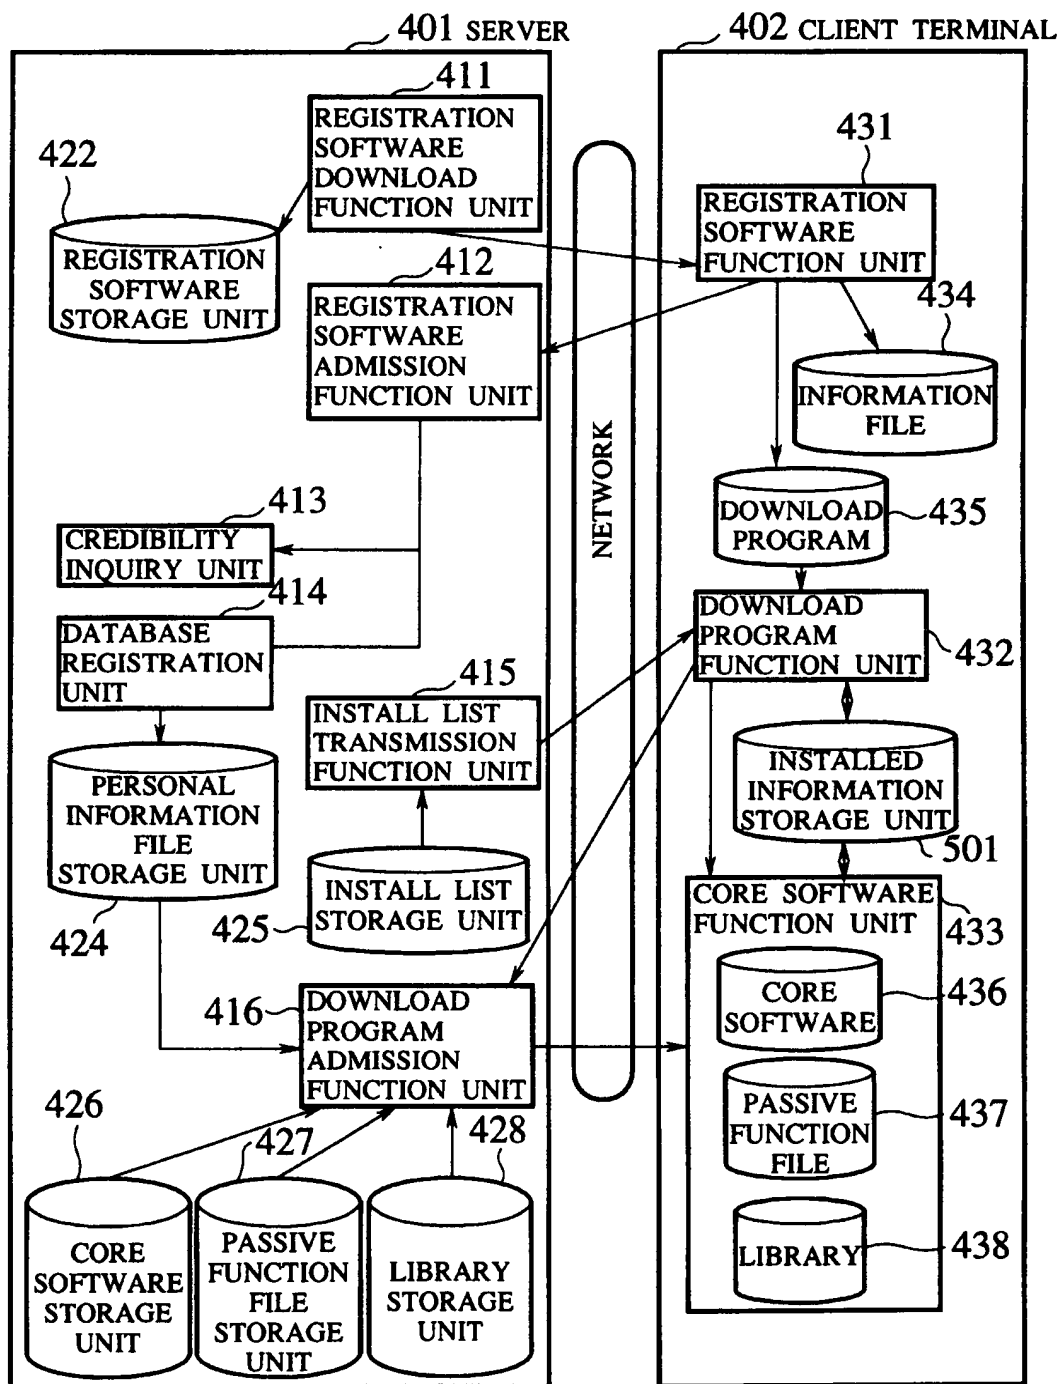 401 SERVER
402 CLIENT TERMINAL
411
REGISTRATION
SOFTWARE
DOWNLOAD
FUNCTION UNIT
422
REGISTRATION
SOFTWARE
STORAGE UNIT
412
REGISTRATION
SOFTWARE
ADMISSION
FUNCTION UNIT
413
CREDIBILITY
INQUIRY UNIT
414
DATABASE
REGISTRATION
UNIT
415
INSTALL LIST
TRANSMISSION
FUNCTION UNIT
PERSONAL
INFORMATION
FILE
STORAGE UNIT
424
INSTALL LIST
STORAGE UNIT
425
416
DOWNLOAD
PROGRAM
ADMISSION
FUNCTION UNIT
426
427
428
CORE
SOFTWARE
STORAGE
UNIT
PASSIVE
FUNCTION
FILE
STORAGE
UNIT
LIBRARY
STORAGE
UNIT
NETWORK
431
REGISTRATION
SOFTWARE
FUNCTION UNIT
434
INFORMATION
FILE
DOWNLOAD
PROGRAM
435
DOWNLOAD
PROGRAM
FUNCTION UNIT
432
INSTALLED
INFORMATION
STORAGE UNIT
501
CORE SOFTWARE
FUNCTION UNIT
433
CORE
SOFTWARE
436
PASSIVE
FUNCTION
FILE
437
LIBRARY
438